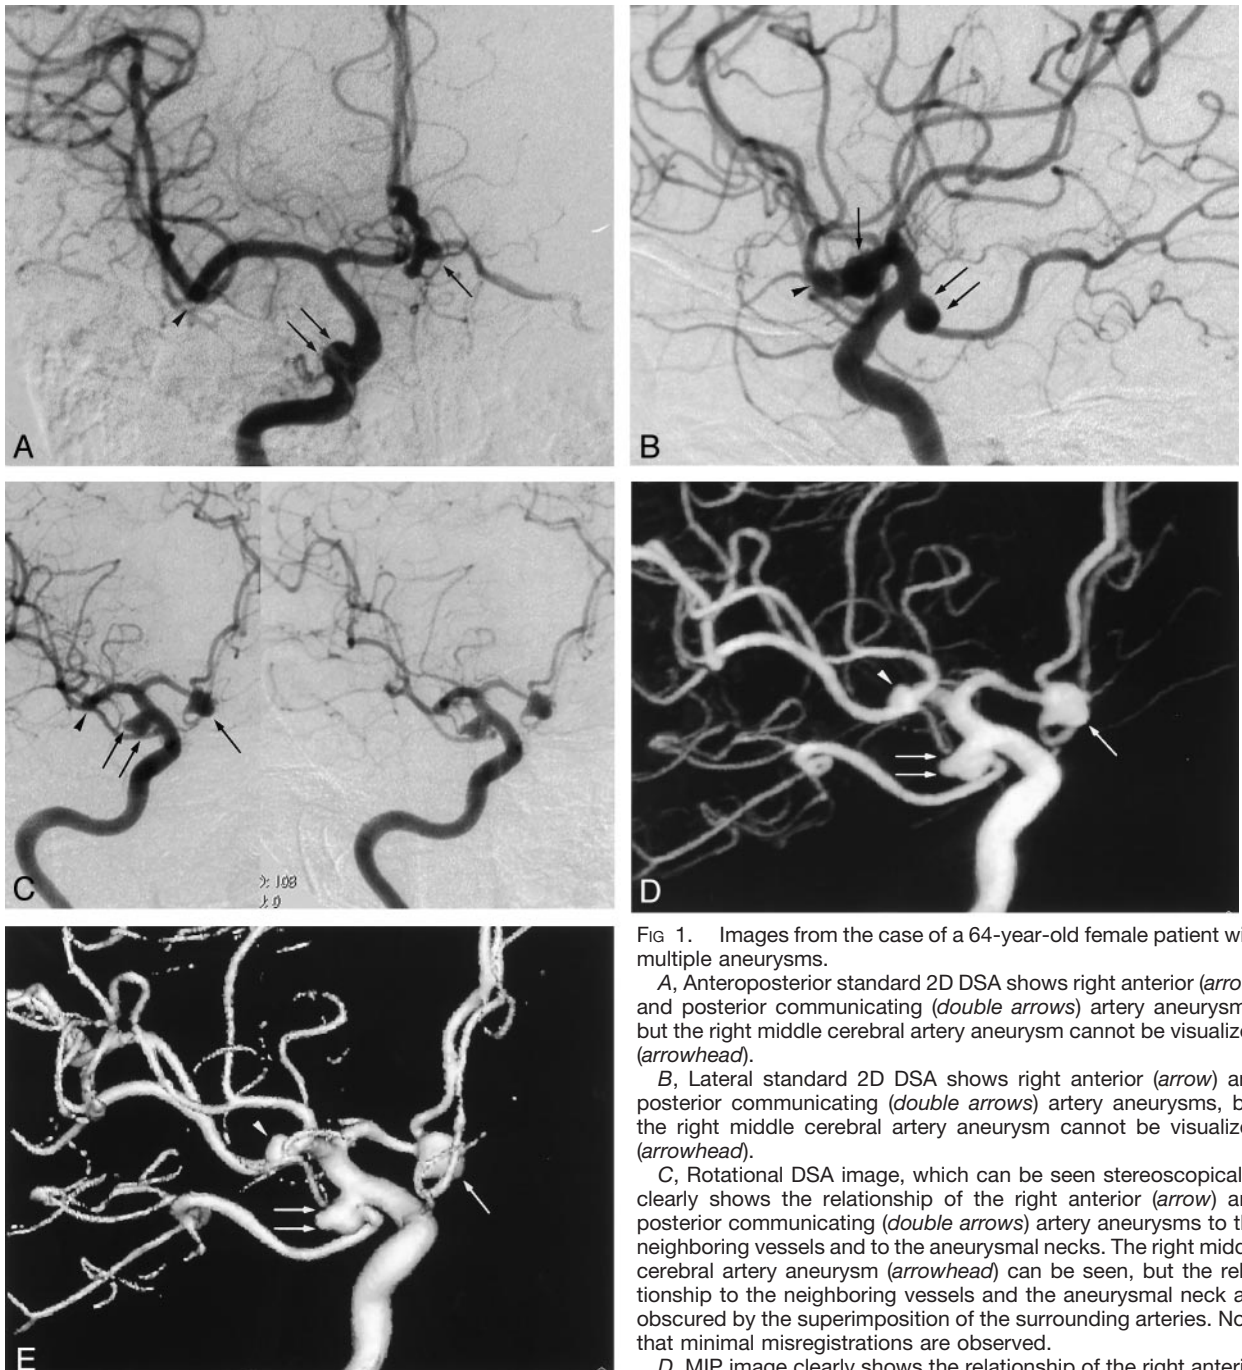 A
B
C
X: 108
D
E
FIG 1. Images from the case of a 64-year-old female patient wi
multiple aneurysms.
A, Anteroposterior standard 2D DSA shows right anterior (arro
and posterior communicating (double arrows) artery aneurysm
but the right middle cerebral artery aneurysm cannot be visualize
(arrowhead).
B, Lateral standard 2D DSA shows right anterior (arrow) an
posterior communicating (double arrows) artery aneurysms, b
the right middle cerebral artery aneurysm cannot be visualize
(arrowhead).
C, Rotational DSA image, which can be seen stereoscopical
clearly shows the relationship of the right anterior (arrow) an
posterior communicating (double arrows) artery aneurysms to th
neighboring vessels and to the aneurysmal necks. The right midd
cerebral artery aneurysm (arrowhead) can be seen, but the rel
tionship to the neighboring vessels and the aneurysmal neck a
obscured by the superimposition of the surrounding arteries. No
that minimal misregistrations are observed.
D, MIP image clearly shows the relationship of the right anteri